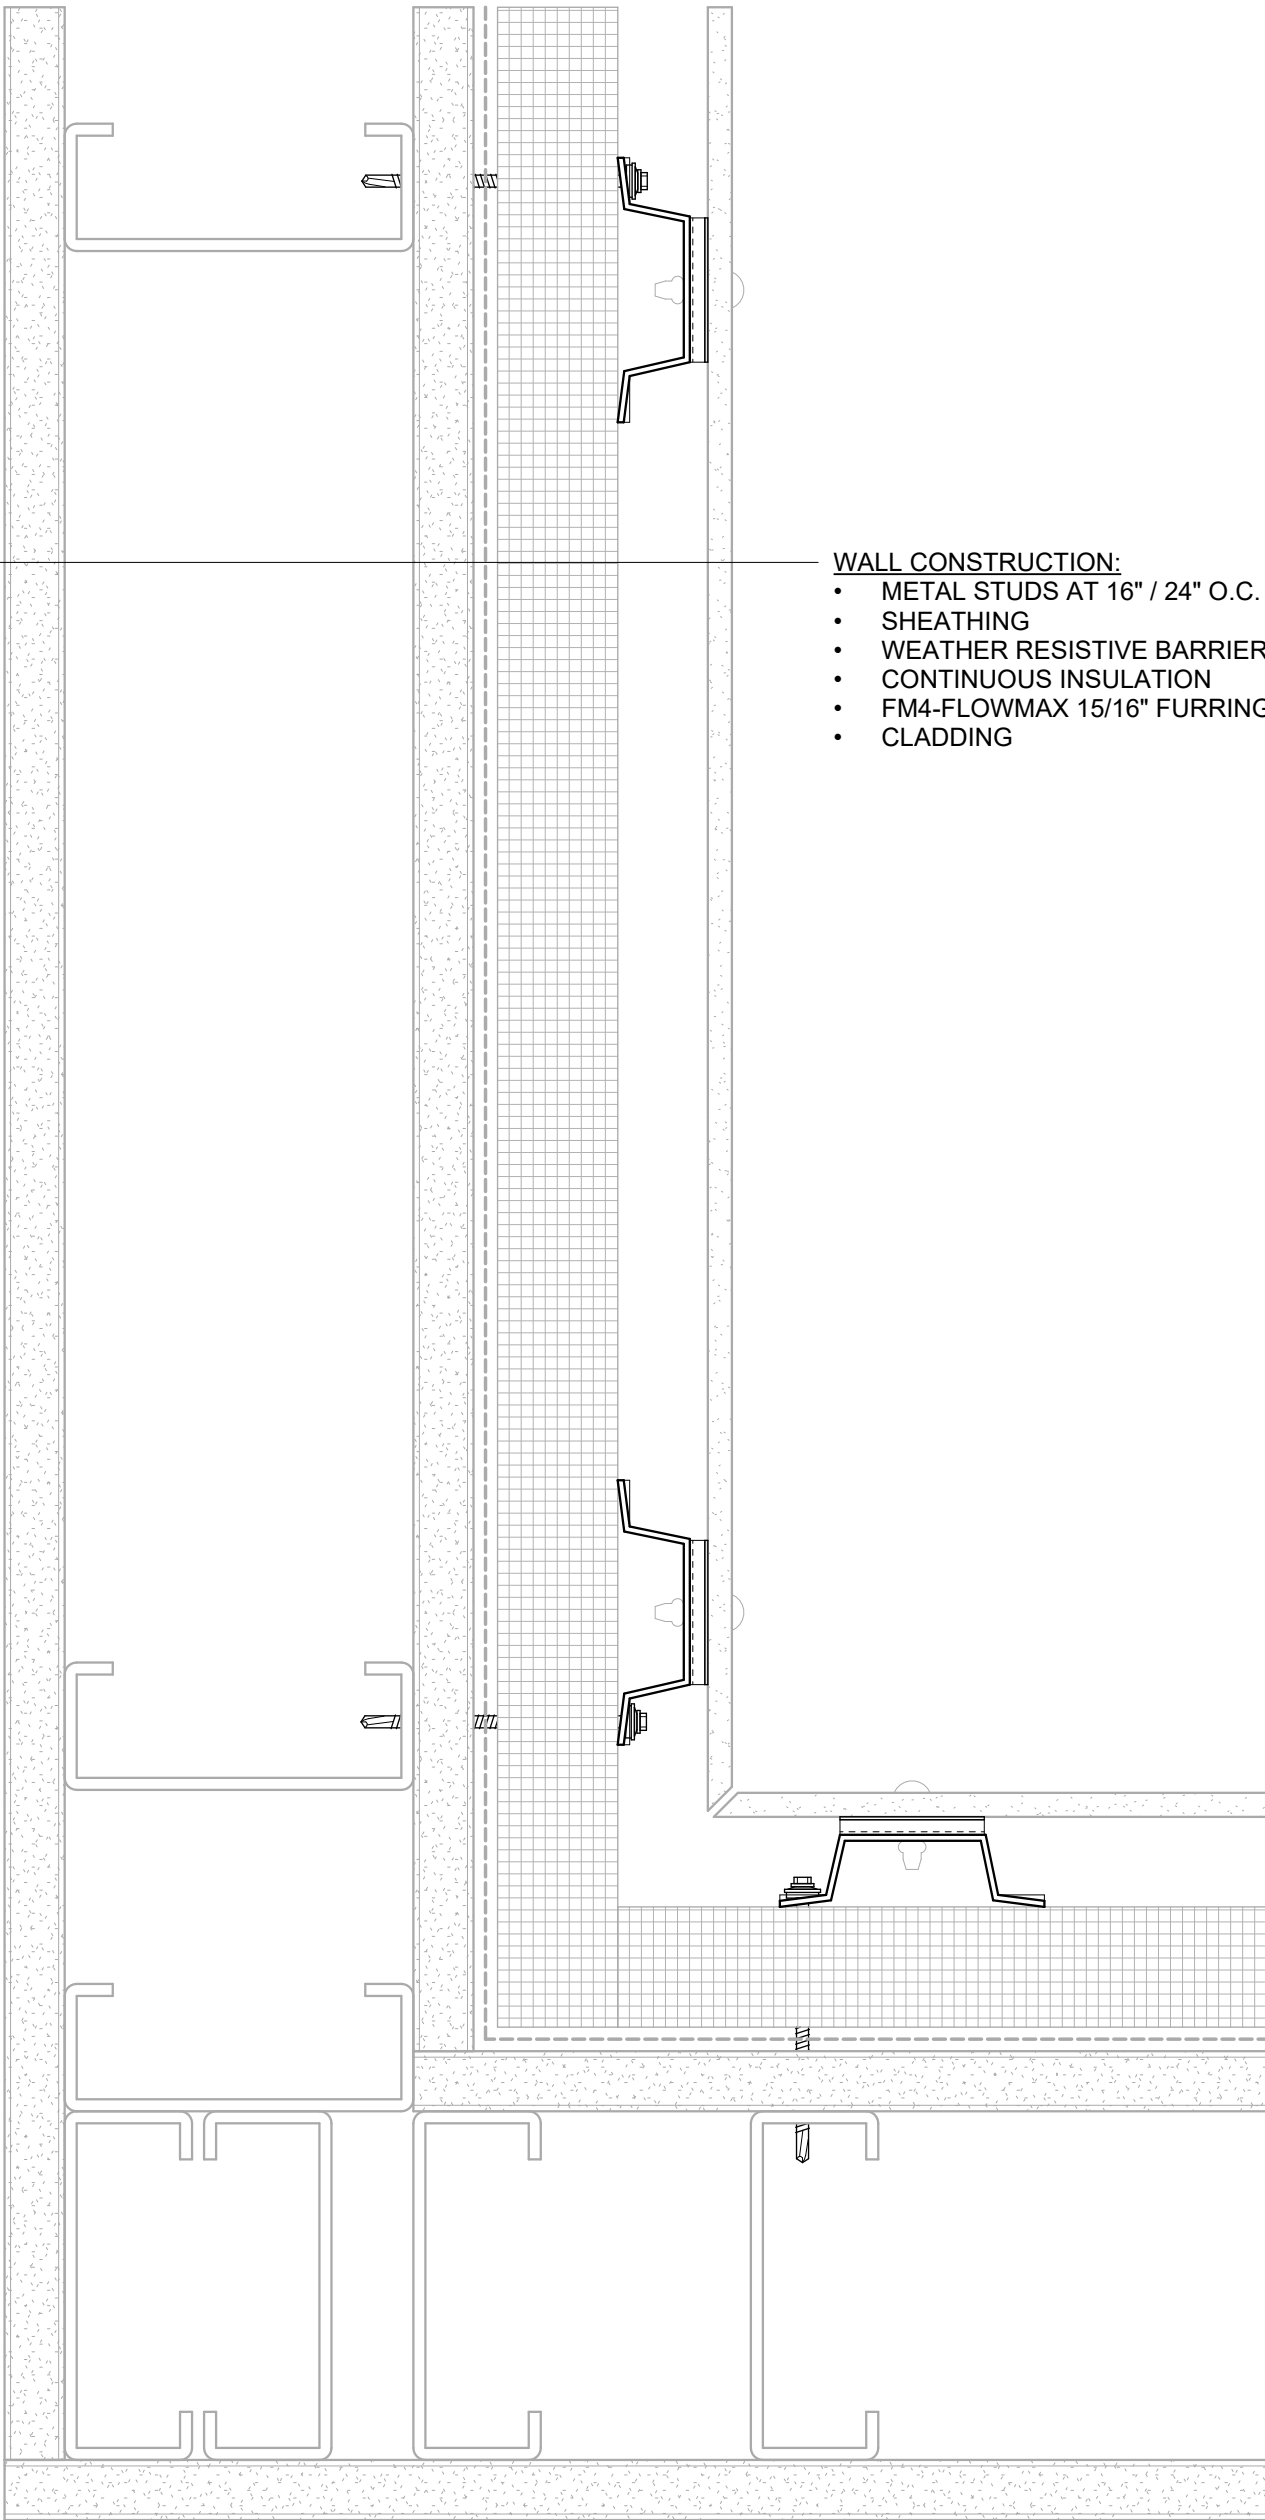 WALL CONSTRUCTION:
• METAL STUDS AT 16" / 24" O.C.
• SHEATHING
• WEATHER RESISTIVE BARRIER
• CONTINUOUS INSULATION
• FM4-FLOWMAX 15/16" FURRING
• CLADDING